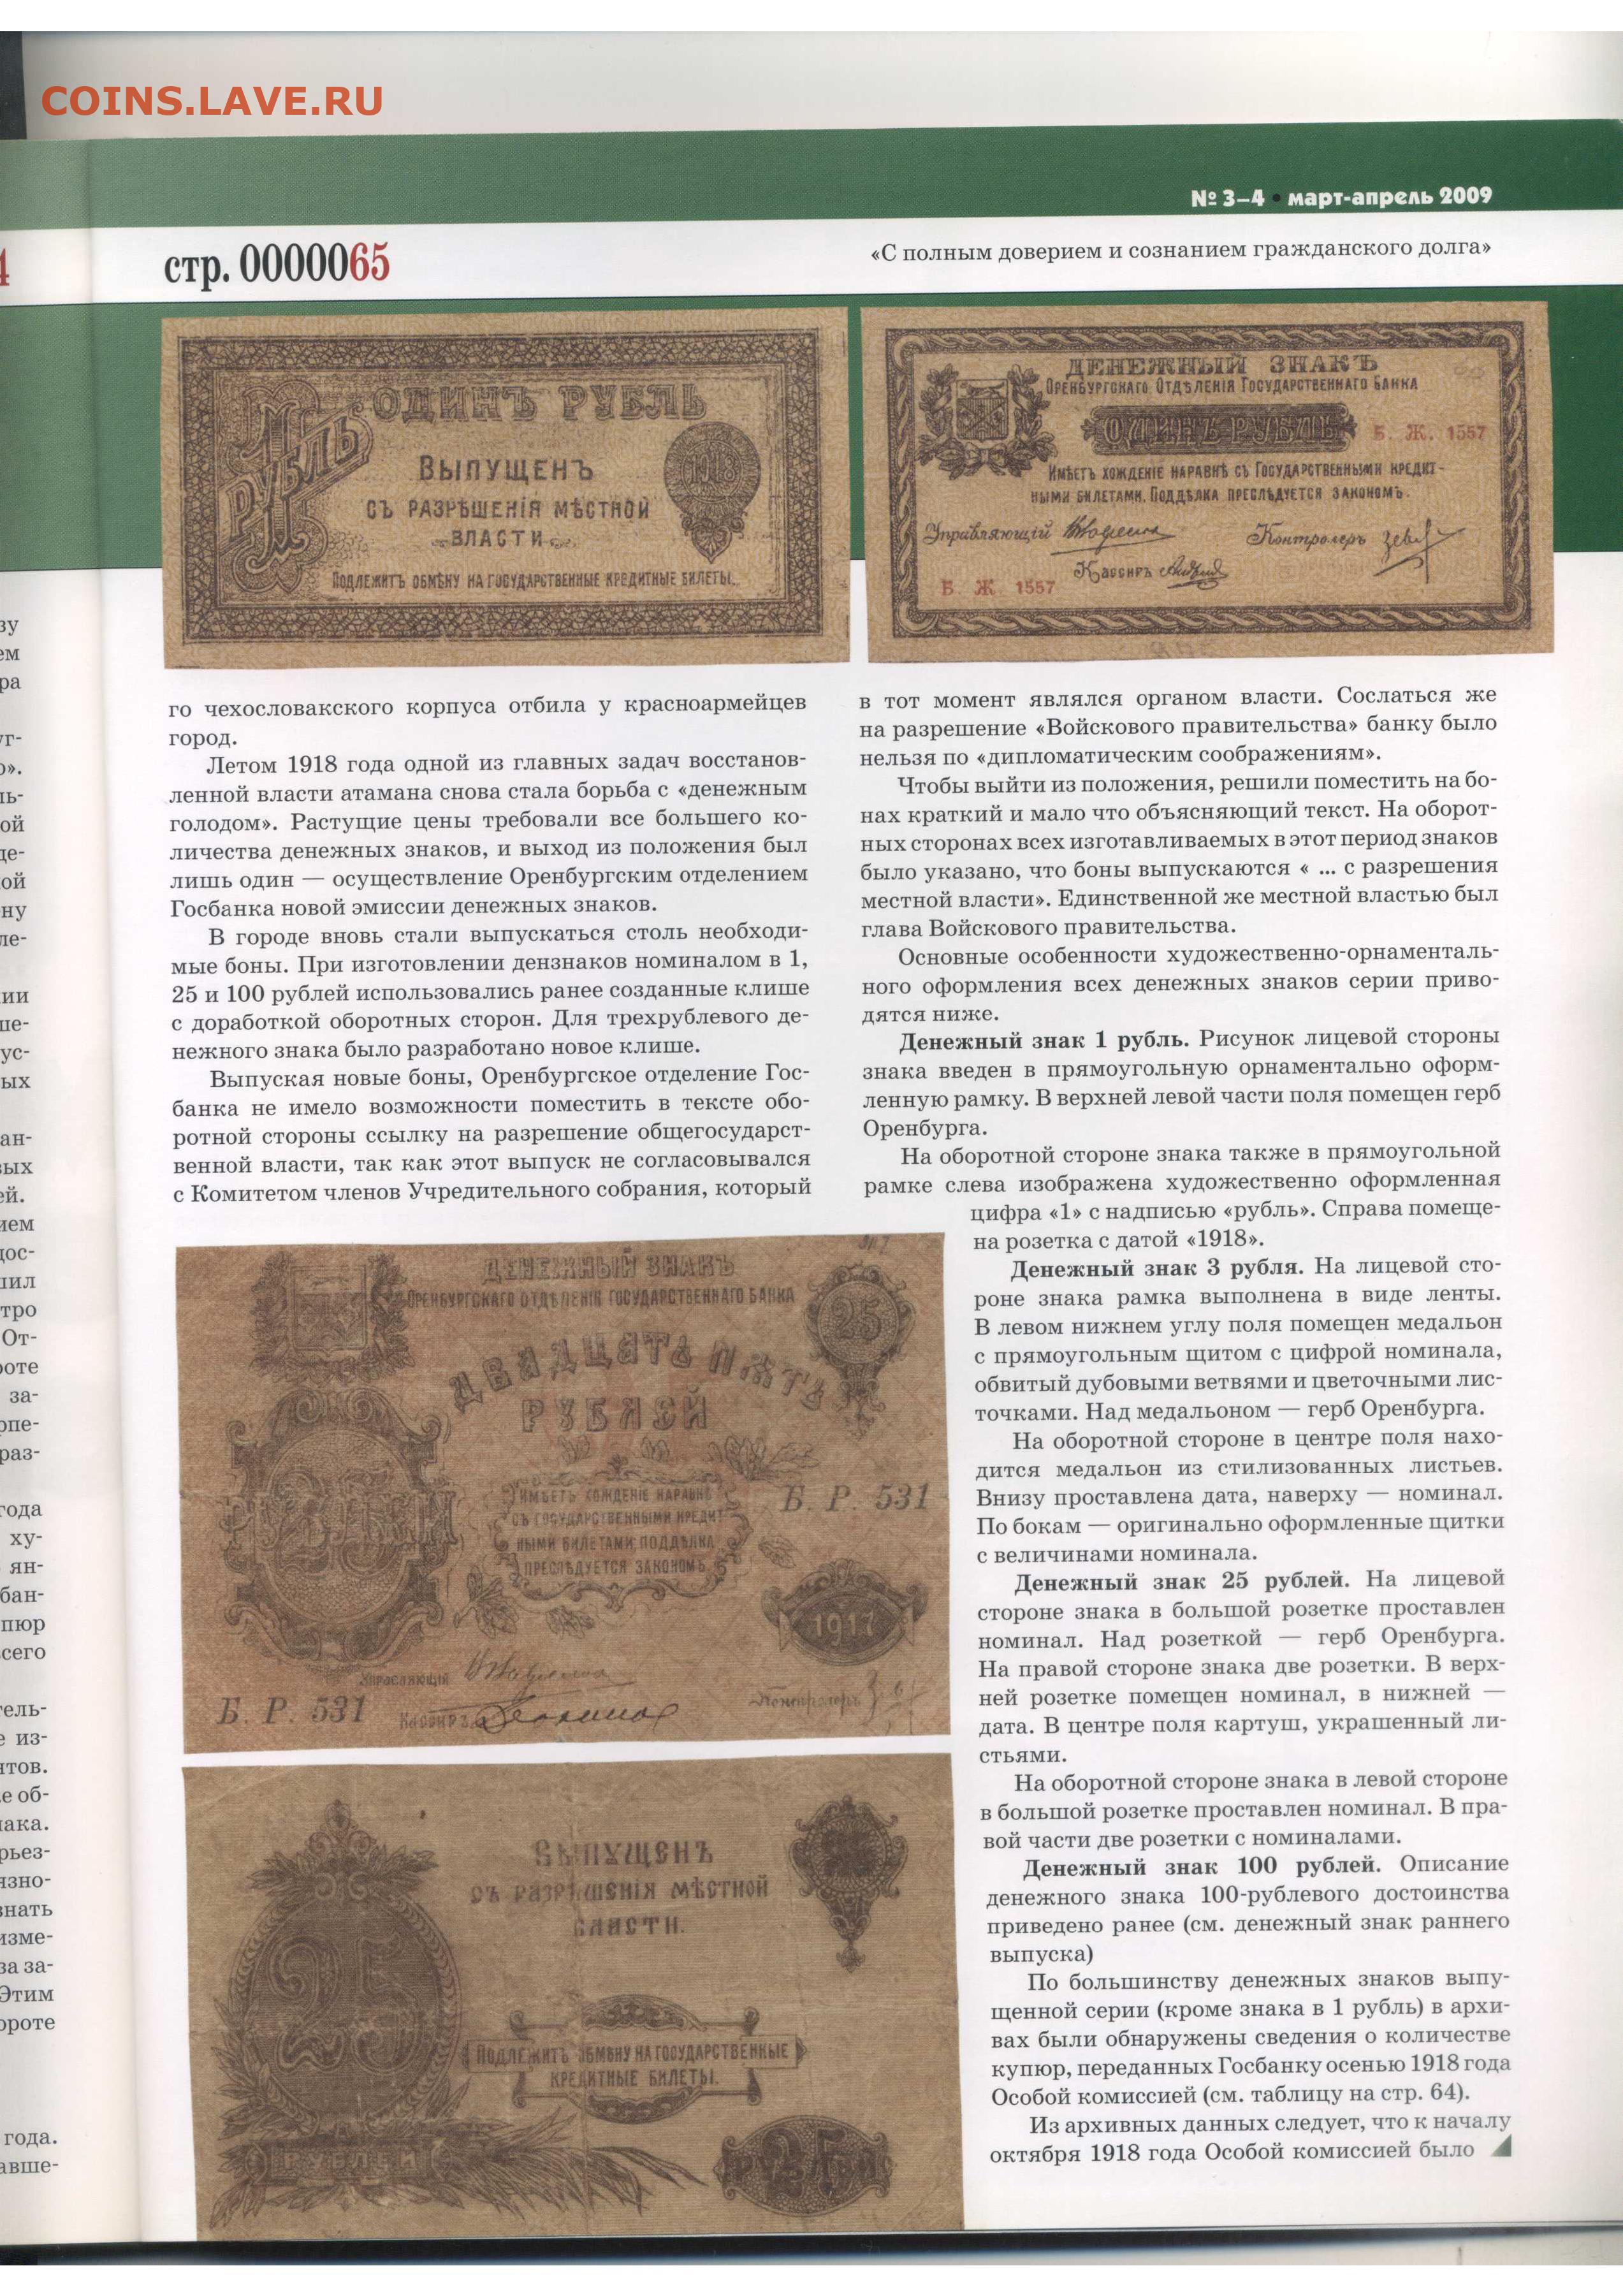 COINS.LAVE.RU
№ 3–4 • март-апрель 2009
стр. 0000065
«С полным доверием и сознанием гражданского долга»
ОДИНЪ РУБЛЬ
1 РУБЛЬ
ВЫПУЩЕНЪ
СЪ РАЗРѢШЕНІЯ МѢСТНОЙ
ВЛАСТИ
1918
ПОДЛЕЖИТЪ ОБМѢНУ НА ГОСУДАРСТВЕННЫЕ КРЕДИТНЫЕ БИЛЕТЫ.
ДЕНЕЖНЫЙ ЗНАКЪ
ОРЕНБУРГСКАГО ОТДѢЛЕНІЯ ГОСУДАРСТВЕННАГО БАНКА
ОДИНЪ РУБЛЬ
Б. Ж. 1557
ИМѢЕТЪ ХОЖДЕНІЕ НАРАВНѢ СЪ ГОСУДАРСТВЕННЫМИ КРЕДИТ-
НЫМИ БИЛЕТАМИ. ПОДДѢЛКА ПРЕСЛѢДУЕТСЯ ЗАКОНОМЪ.
Управляющій
Контролеръ
Кассиръ
Б Ж 1557
го чехословакского корпуса отбила у красноармейцев
город.
Летом 1918 года одной из главных задач восстанов-
ленной власти атамана снова стала борьба с «денежным
голодом». Растущие цены требовали все большего ко-
личества денежных знаков, и выход из положения был
лишь один — осуществление Оренбургским отделением
Госбанка новой эмиссии денежных знаков.
В городе вновь стали выпускаться столь необходи-
мые боны. При изготовлении дензнаков номиналом в 1,
25 и 100 рублей использовались ранее созданные клише
с доработкой оборотных сторон. Для трехрублевого де-
нежного знака было разработано новое клише.
Выпуская новые боны, Оренбургское отделение Гос-
банка не имело возможности поместить в тексте обо-
ротной стороны ссылку на разрешение общегосударст-
венной власти, так как этот выпуск не согласовывался
с Комитетом членов Учредительного собрания, который
в тот момент являлся органом власти. Сослаться же
на разрешение «Войскового правительства» банку было
нельзя по «дипломатическим соображениям».
Чтобы выйти из положения, решили поместить на бо-
нах краткий и мало что объясняющий текст. На оборот-
ных сторонах всех изготавливаемых в этот период знаков
было указано, что боны выпускаются « ... с разрешения
местной власти». Единственной же местной властью был
глава Войскового правительства.
Основные особенности художественно-орнаменталь-
ного оформления всех денежных знаков серии приво-
дятся ниже.
Денежный знак 1 рубль. Рисунок лицевой стороны
знака введен в прямоугольную орнаментально оформ-
ленную рамку. В верхней левой части поля помещен герб
Оренбурга.
На оборотной стороне знака также в прямоугольной
рамке слева изображена художественно оформленная
цифра «1» с надписью «рубль». Справа помеще-
на розетка с датой «1918».
Денежный знак 3 рубля. На лицевой сто-
роне знака рамка выполнена в виде ленты.
В левом нижнем углу поля помещен медальон
с прямоугольным щитом с цифрой номинала,
обвитый дубовыми ветвями и цветочными лис-
точками. Над медальоном — герб Оренбурга.
На оборотной стороне в центре поля нахо-
дится медальон из стилизованных листьев.
Внизу проставлена дата, наверху — номинал.
По бокам — оригинально оформленные щитки
с величинами номинала.
Денежный знак 25 рублей. На лицевой
стороне знака в большой розетке проставлен
номинал. Над розеткой — герб Оренбурга.
На правой стороне знака две розетки. В верх-
ней розетке помещен номинал, в нижней —
дата. В центре поля картуш, украшенный ли-
стьями.
На оборотной стороне знака в левой стороне
в большой розетке проставлен номинал. В пра-
вой части две розетки с номиналами.
Денежный знак 100 рублей. Описание
денежного знака 100-рублевого достоинства
приведено ранее (см. денежный знак раннего
выпуска)
По большинству денежных знаков выпу-
щенной серии (кроме знака в 1 рубль) в архи-
вах были обнаружены сведения о количестве
купюр, переданных Госбанку осенью 1918 года
Особой комиссией (см. таблицу на стр. 64).
Из архивных данных следует, что к началу
октября 1918 года Особой комиссией было
ДЕНЕЖНЫЙ ЗНАКЪ
ОРЕНБУРГСКАГО ОТДѢЛЕНІЯ ГОСУДАРСТВЕННАГО БАНКА
25
ДВАДЦАТЬ ПЯТЬ
РУБЛЕЙ
25
ИМѢЕТЪ ХОЖДЕНІЕ НАРАВНѢ
СЪ ГОСУДАРСТВЕННЫМИ КРЕДИТ
НЫМИ БИЛЕТАМИ ПОДДѢЛКА
ПРЕСЛѢДУЕТСЯ ЗАКОНОМЪ.
Б. Р. 531
1917
Управляющій
Б. Р. 531
Кассиръ
Контролеръ
ВЫПУЩЕНЪ
СЪ РАЗРѢШЕНІЯ МѢСТНОЙ
ВЛАСТИ.
25
ПОДЛЕЖИТЪ ОБМѢНУ НА ГОСУДАРСТВЕННЫЕ
КРЕДИТНЫЕ БИЛЕТЫ.
РУБЛЕЙ
25